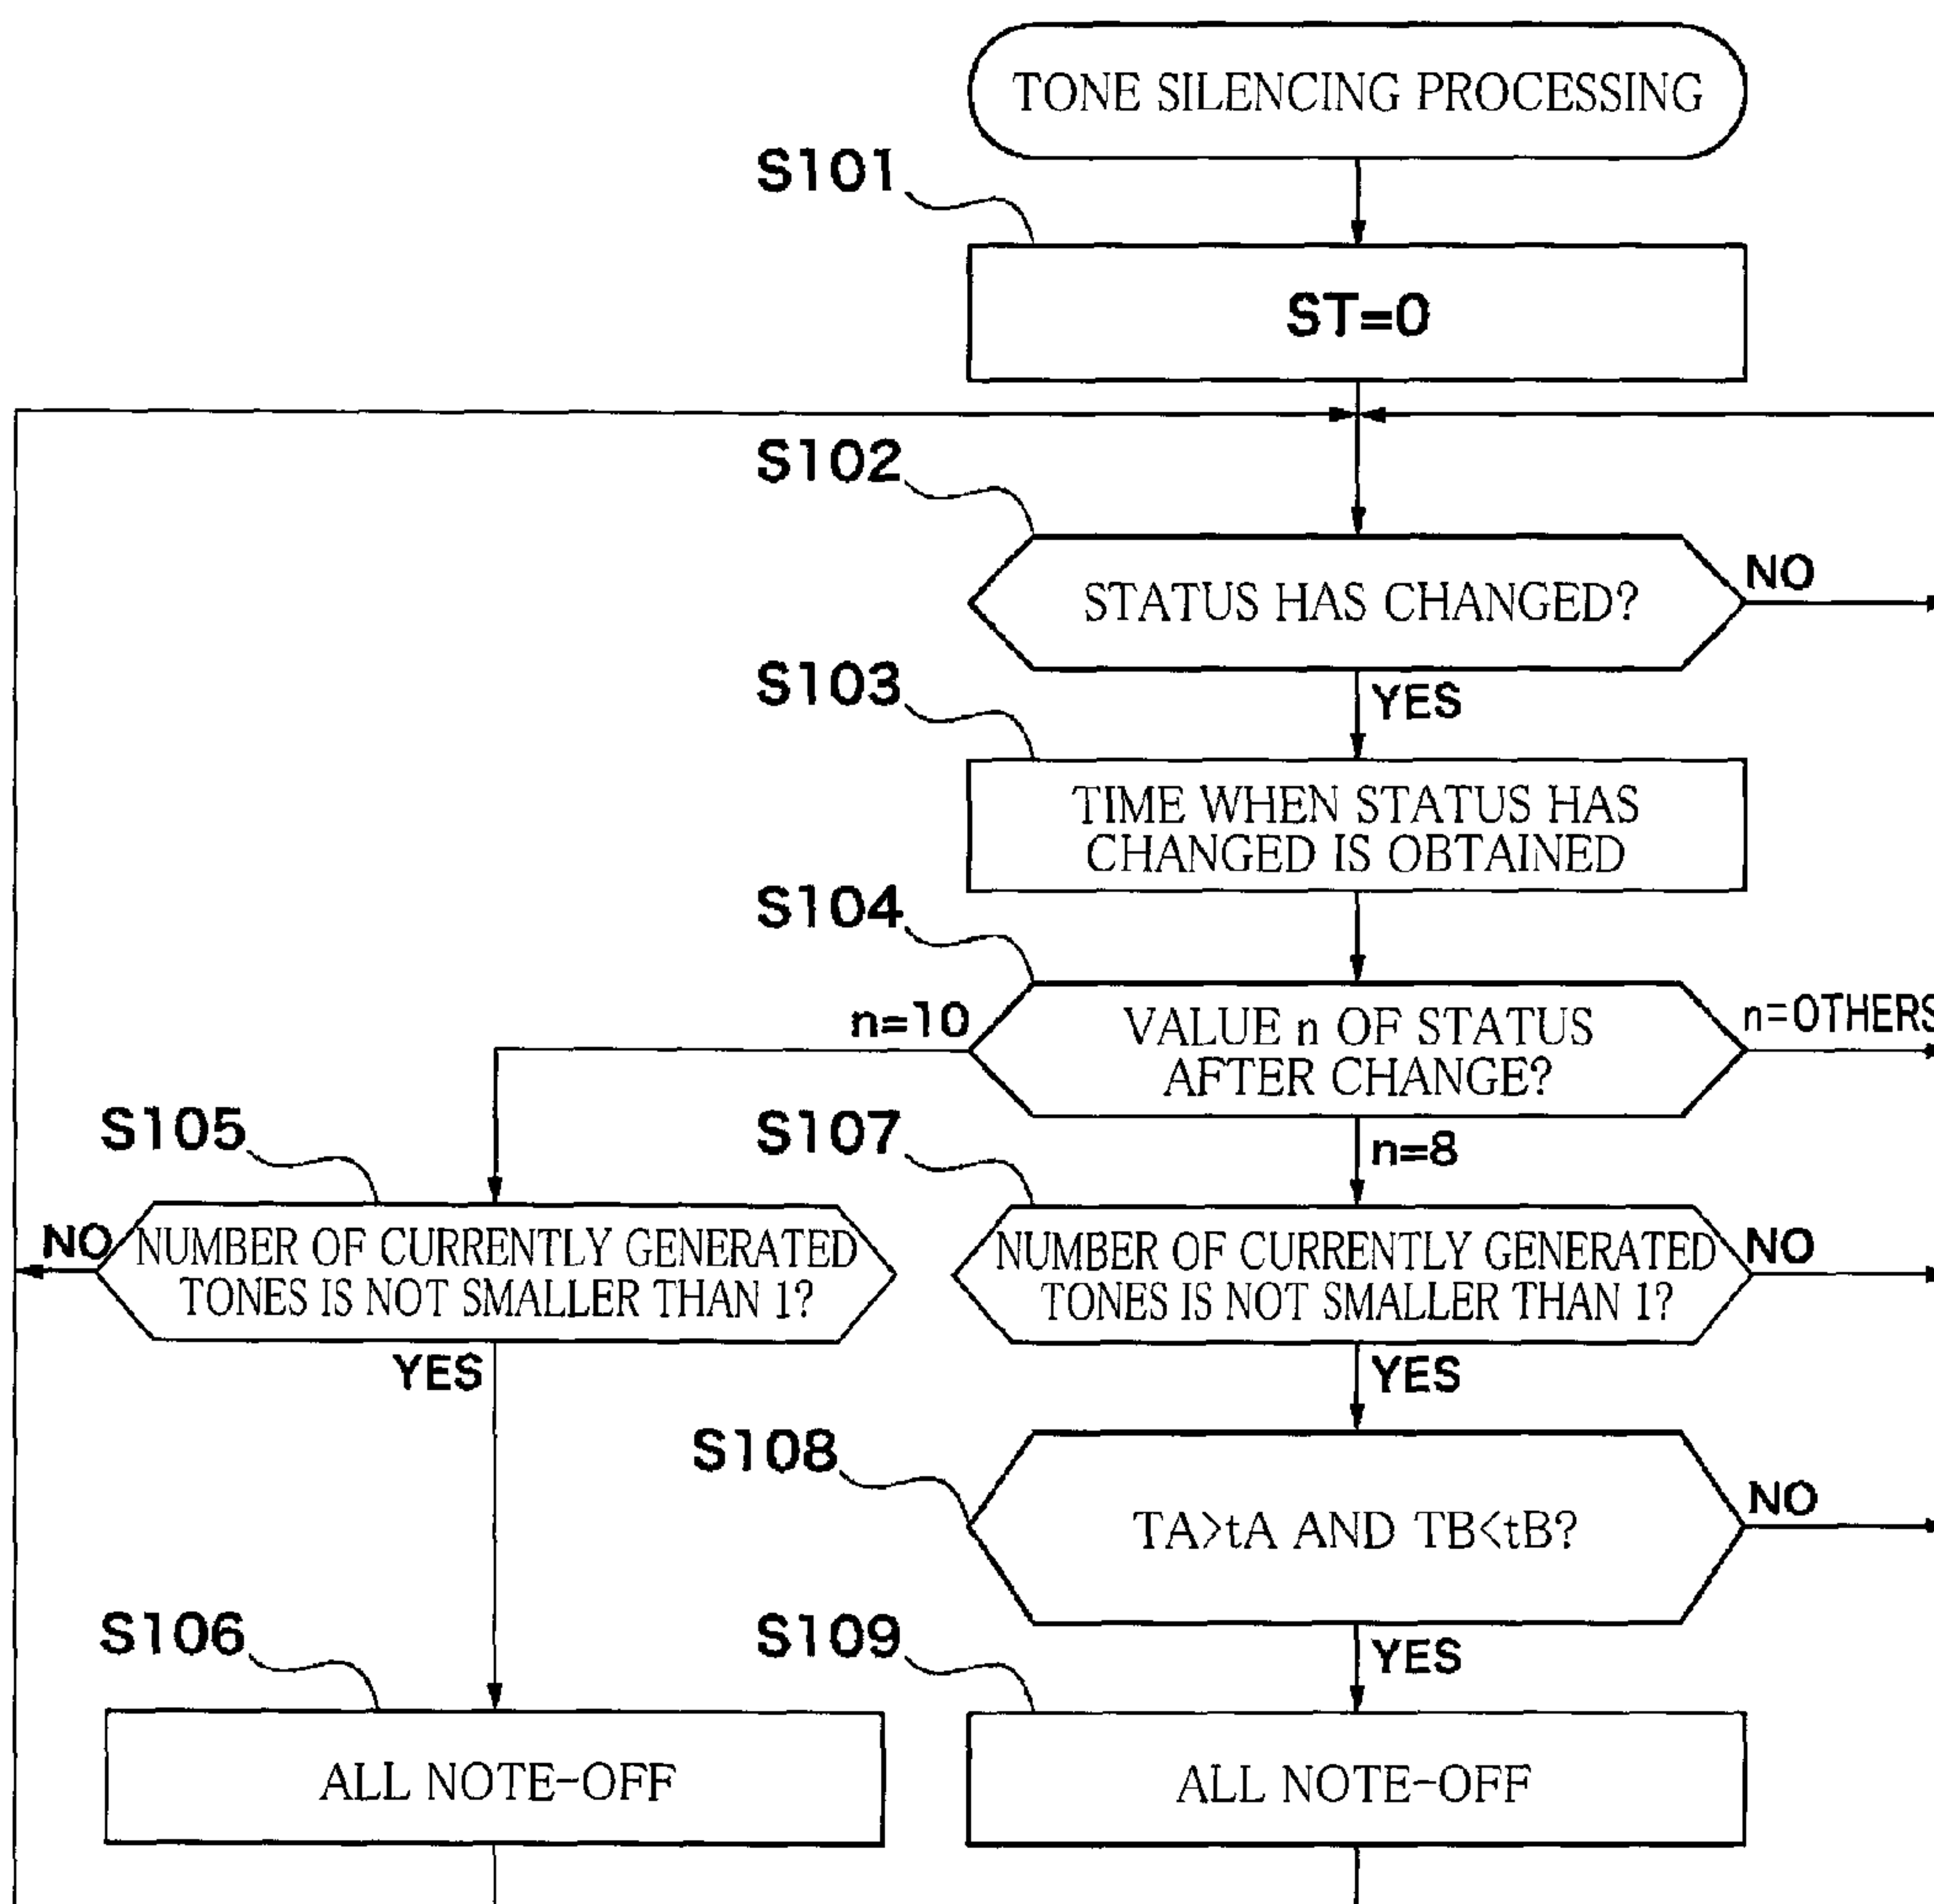 TONE SILENCING PROCESSING
S101
ST=0
S102
STATUS HAS CHANGED?
NO
YES
S103
TIME WHEN STATUS HAS
CHANGED IS OBTAINED
S104
VALUE n OF STATUS
AFTER CHANGE?
n=10
n=OTHERS
n=8
S105
NUMBER OF CURRENTLY GENERATED
TONES IS NOT SMALLER THAN 1?
NO
YES
S107
NUMBER OF CURRENTLY GENERATED
TONES IS NOT SMALLER THAN 1?
NO
YES
S108
TA>tA AND TB<tB?
NO
YES
S106
ALL NOTE-OFF
S109
ALL NOTE-OFF